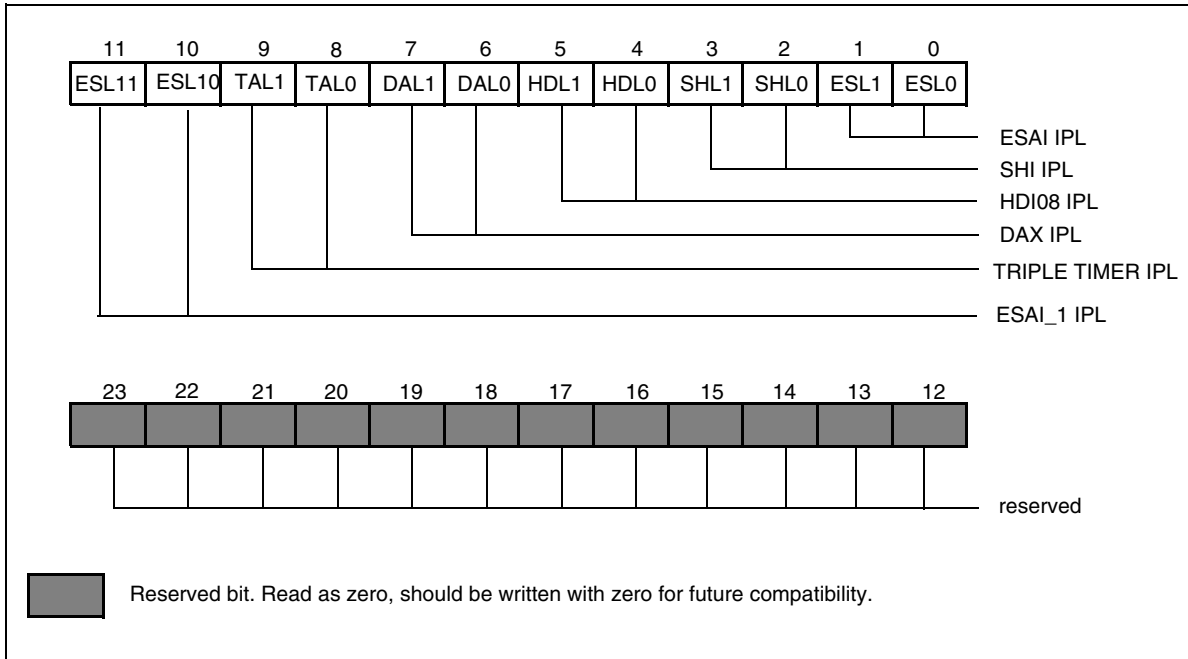 11 10 9 8 7 6 5 4 3 2 1 0
ESL11 ESL10 TAL1 TAL0 DAL1 DAL0 HDL1 HDL0 SHL1 SHL0 ESL1 ESL0
ESAI IPL
SHI IPL
HDI08 IPL
DAX IPL
TRIPLE TIMER IPL
ESAI_1 IPL
23 22 21 20 19 18 17 16 15 14 13 12
reserved
Reserved bit. Read as zero, should be written with zero for future compatibility.